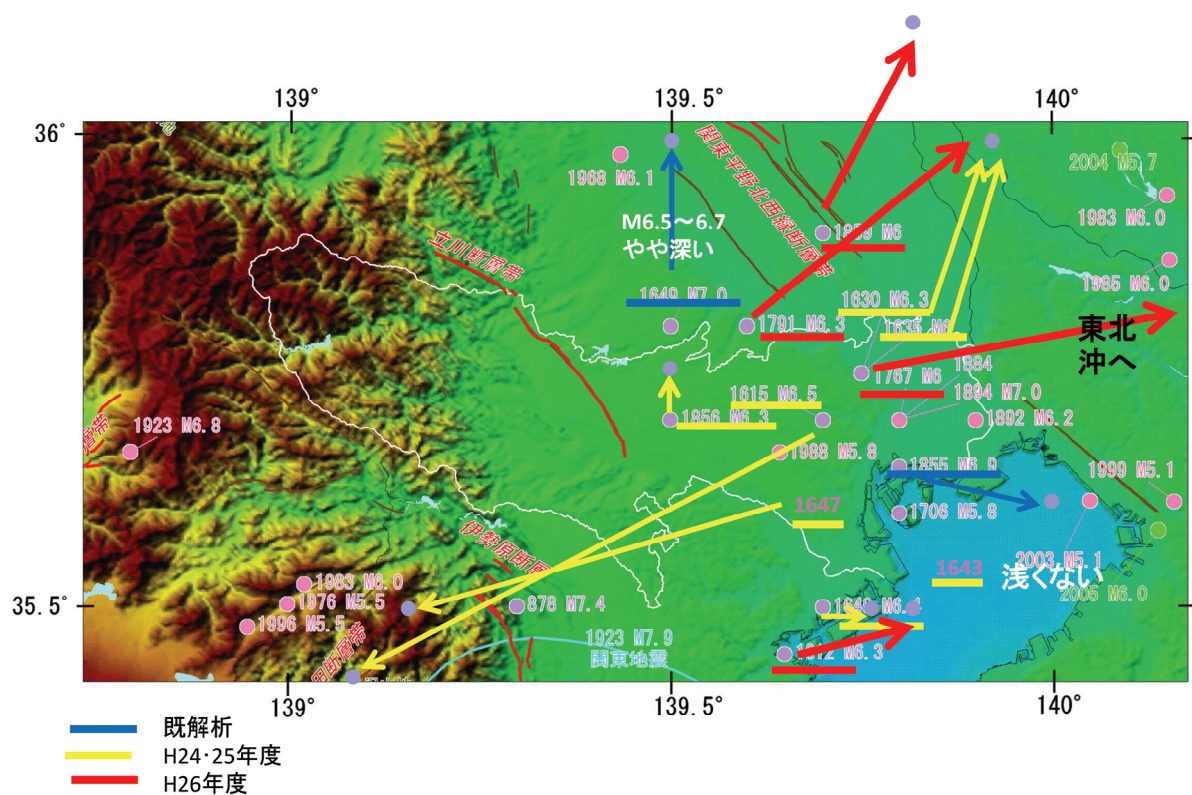 139°
139.5°
140°
36°
35.5°
関東平野北西縁断層帯
2004 M5.7
1968 M6.1
1983 M6.0
M6.5～6.7
やや深い
1859 M6
立川断層帯
1985 M6.0
1649 M7.0
1630 M6.3
1791 M6.3
1635 M6
東北
沖へ
1767 M6
1884
1615 M6.5
1894 M7.0
1856 M6.3
1892 M6.2
1923 M6.8
層帯
1988 M5.8
1855 M6.9
1999 M5.1
1647
1706 M5.8
伊勢原断層
2003 M5.1
浅くない
1643
2005 M6.0
1983 M6.0
1976 M5.5
1996 M5.5
878 M7.4
1923 M7.9
関東地震
1812 M6.3
田断層帯
139°
139.5°
140°
既解析
H24･25年度
H26年度